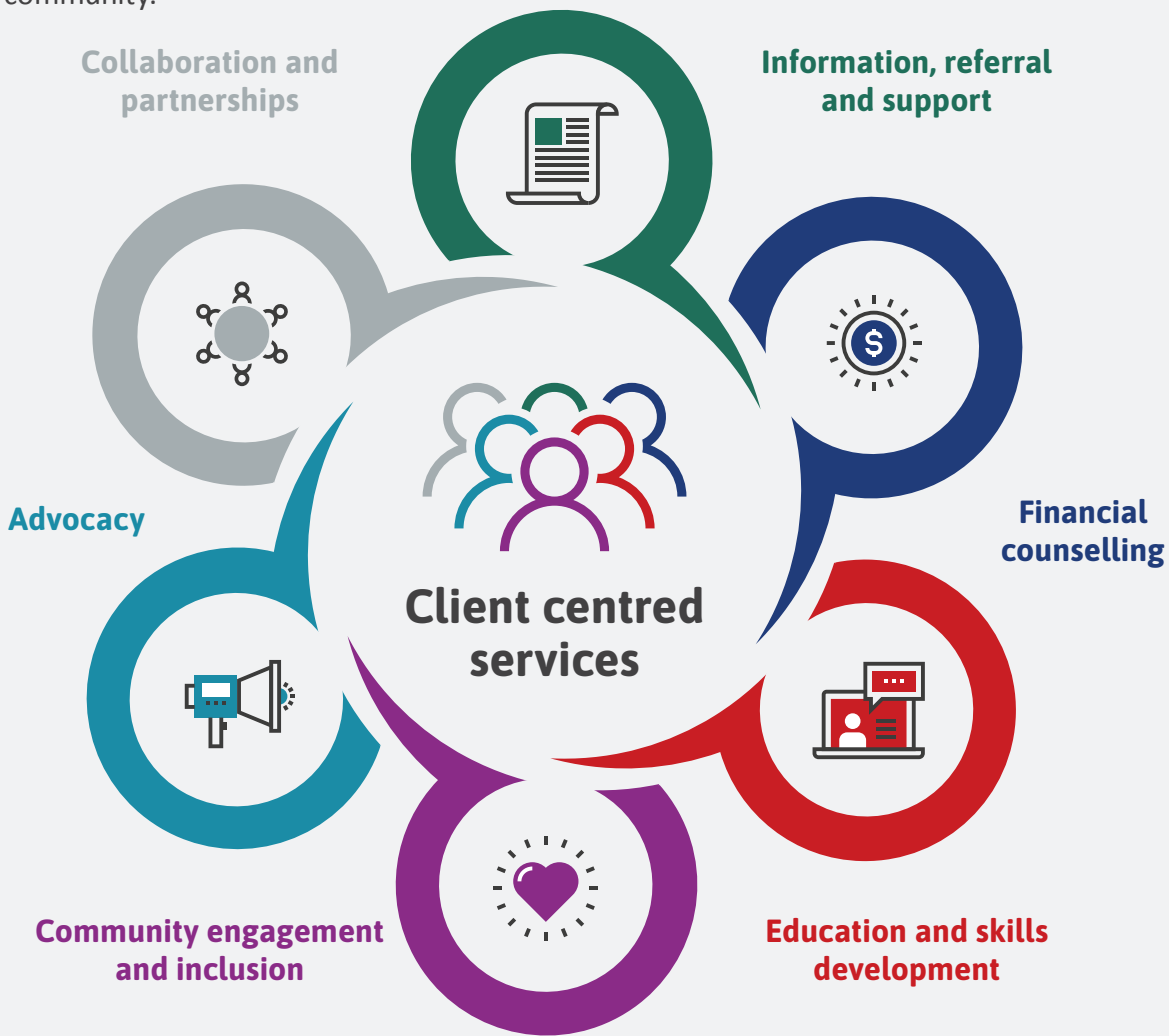 community.
Collaboration and
partnerships
Information, referral
and support
$
Advocacy
Financial
counselling
Client centred
services
Community engagement
and inclusion
Education and skills
development